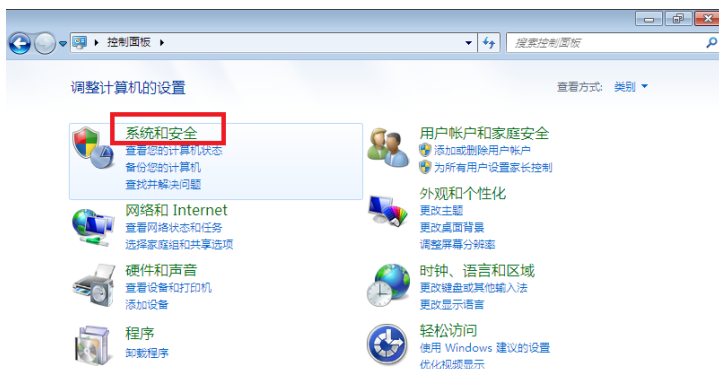 控制面板
搜索控制面板
调整计算机的设置
查看方式: 类别
系统和安全
查看您的计算机状态
备份您的计算机
查找并解决问题
网络和 Internet
查看网络状态和任务
选择家庭组和共享选项
硬件和声音
查看设备和打印机
添加设备
程序
卸载程序
用户帐户和家庭安全
添加或删除用户帐户
为所有用户设置家长控制
外观和个性化
更改主题
更改桌面背景
调整屏幕分辨率
时钟、语言和区域
更改键盘或其他输入法
更改显示语言
轻松访问
使用 Windows 建议的设置
优化视频显示